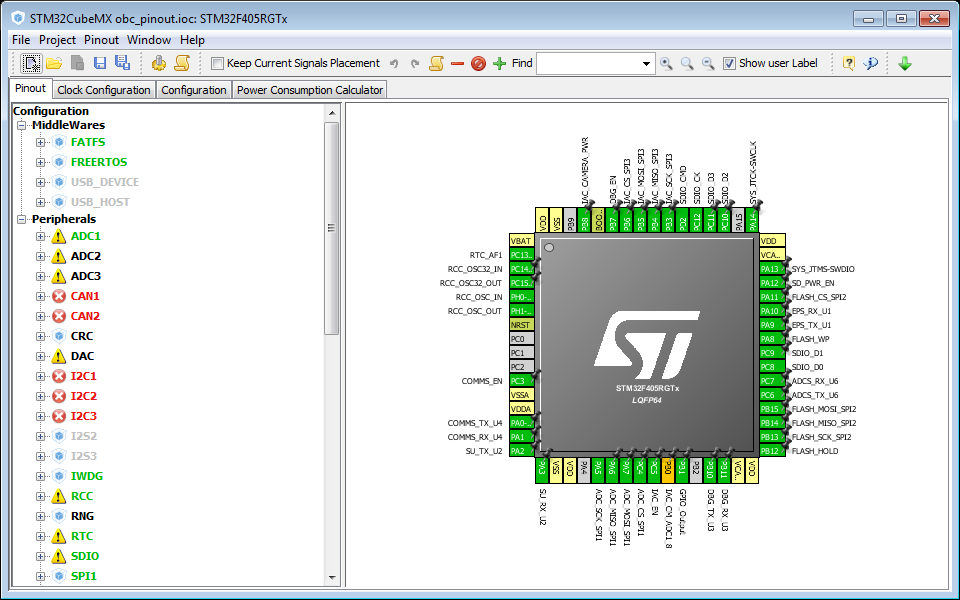 STM32CubeMX obc_pinout.ioc: STM32F405RGTx
File Project Pinout Window Help
Keep Current Signals Placement
Find
Show user Label
Pinout
Clock Configuration
Configuration
Power Consumption Calculator
Configuration
MiddleWares
FATFS
FREERTOS
USB_DEVICE
USB_HOST
Peripherals
ADC1
ADC2
ADC3
CAN1
CAN2
CRC
DAC
I2C1
I2C2
I2C3
I2S2
I2S3
IWDG
RCC
RNG
RTC
SDIO
SPI1
IAC_CAMERA_PWR
DBG_EN
IAC_CS_SPI3
IAC_MOSI_SPI3
IAC_MISO_SPI3
IAC_SCK_SPI3
SDIO_CMD
SDIO_CK
SDIO_D3
SDIO_D2
SYS_JTCK-SWCLK
VDD
VSS
PB9
PB8
BOO..
PB7
PB6
PB5
PB4
PB3
PD2
PC12
PC11
PC10
PA15
PA14
VBAT
RTC_AF1 PC13..
RCC_OSC32_IN PC14..
RCC_OSC32_OUT PC15..
RCC_OSC_IN PH0-..
RCC_OSC_OUT PH1-..
NRST
PC0
PC1
PC2
COMMS_EN PC3
VSSA
VDDA
COMMS_TX_U4 PA0-..
COMMS_RX_U4 PA1
SU_TX_U2 PA2
STM32F405RGTx
LQFP64
VDD
VCA..
PA13 SYS_JTMS-SWDIO
PA12 SD_PWR_EN
PA11 FLASH_CS_SPI2
PA10 EPS_RX_U1
PA9 EPS_TX_U1
PA8 FLASH_WP
PC9 SDIO_D1
PC8 SDIO_D0
PC7 ADCS_RX_U6
PC6 ADCS_TX_U6
PB15 FLASH_MOSI_SPI2
PB14 FLASH_MISO_SPI2
PB13 FLASH_SCK_SPI2
PB12 FLASH_HOLD
PA3
VSS
VDD
PA4
PA5
PA6
PA7
PC4
PC5
PB0
PB1
PB2
PB10
PB11
VCA..
VDD
SU_RX_U2
ADC_SCK_SPI1
ADC_MISO_SPI1
ADC_MOSI_SPI1
ADC_CS_SPI1
IAC_EN
IAC_CM_ADC1_8
GPIO_Output
DBG_TX_U3
DBG_RX_U3